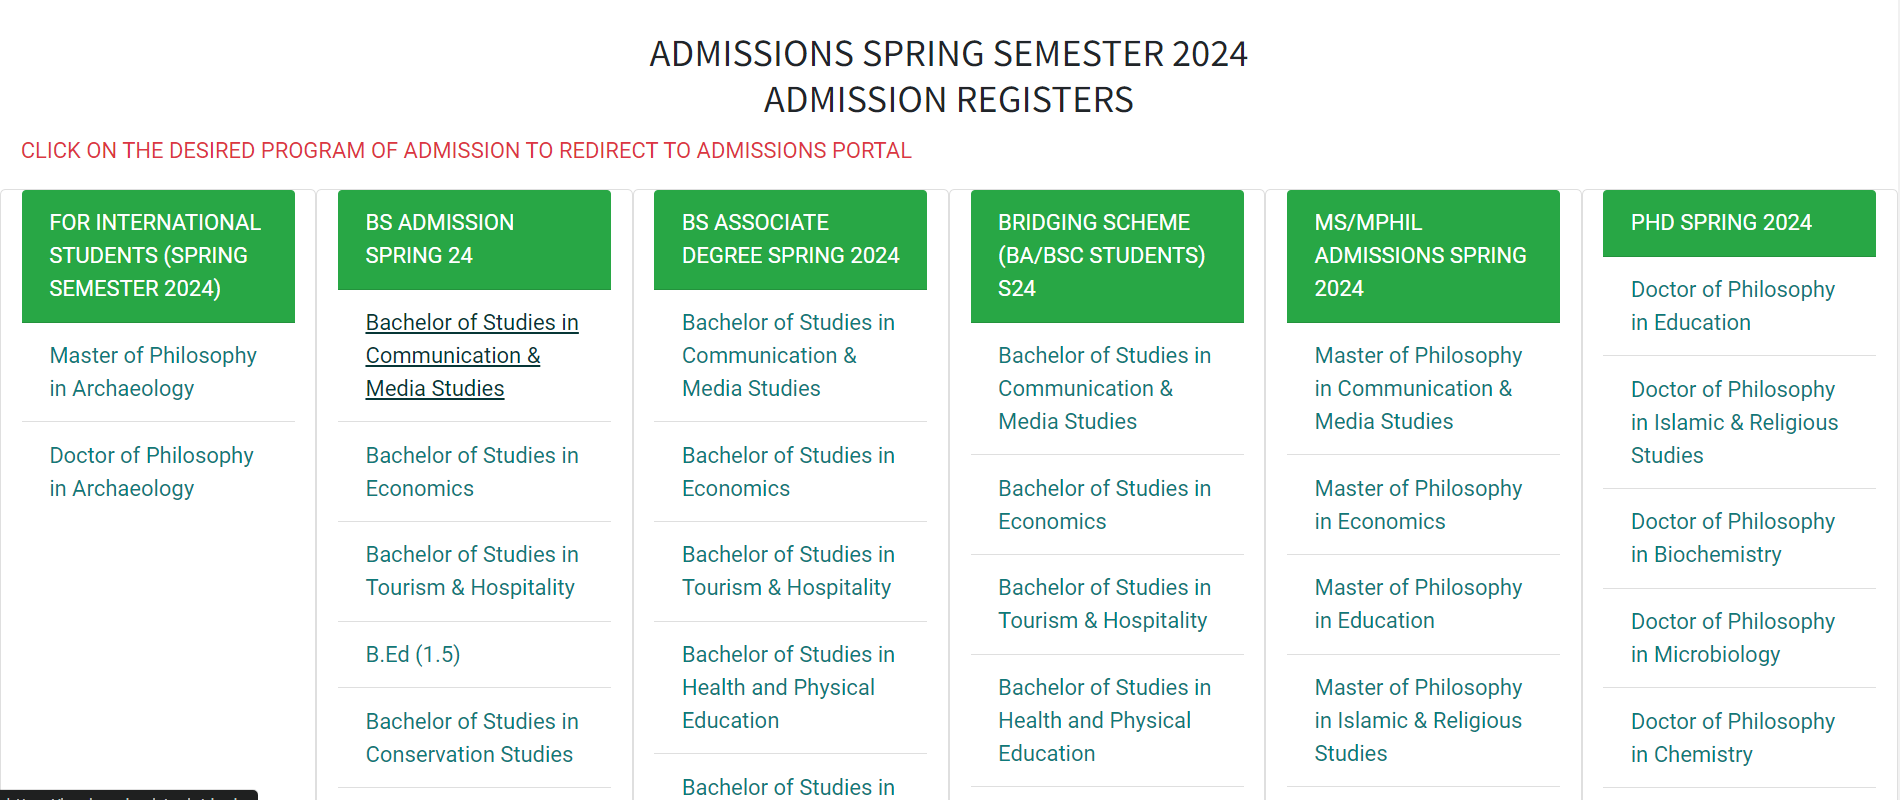 ADMISSIONS SPRING SEMESTER 2024
ADMISSION REGISTERS
CLICK ON THE DESIRED PROGRAM OF ADMISSION TO REDIRECT TO ADMISSIONS PORTAL
FOR INTERNATIONAL
STUDENTS (SPRING
SEMESTER 2024)
Master of Philosophy
in Archaeology
Doctor of Philosophy
in Archaeology
BS ADMISSION
SPRING 24
Bachelor of Studies in
Communication &
Media Studies
Bachelor of Studies in
Economics
Bachelor of Studies in
Tourism & Hospitality
B.Ed (1.5)
Bachelor of Studies in
Conservation Studies
BS ASSOCIATE
DEGREE SPRING 2024
Bachelor of Studies in
Communication &
Media Studies
Bachelor of Studies in
Economics
Bachelor of Studies in
Tourism & Hospitality
Bachelor of Studies in
Health and Physical
Education
Bachelor of Studies in
BRIDGING SCHEME
(BA/BSC STUDENTS)
S24
Bachelor of Studies in
Communication &
Media Studies
Bachelor of Studies in
Economics
Bachelor of Studies in
Tourism & Hospitality
Bachelor of Studies in
Health and Physical
Education
MS/MPHIL
ADMISSIONS SPRING
2024
Master of Philosophy
in Communication &
Media Studies
Master of Philosophy
in Economics
Master of Philosophy
in Education
Master of Philosophy
in Islamic & Religious
Studies
PHD SPRING 2024
Doctor of Philosophy
in Education
Doctor of Philosophy
in Islamic & Religious
Studies
Doctor of Philosophy
in Biochemistry
Doctor of Philosophy
in Microbiology
Doctor of Philosophy
in Chemistry